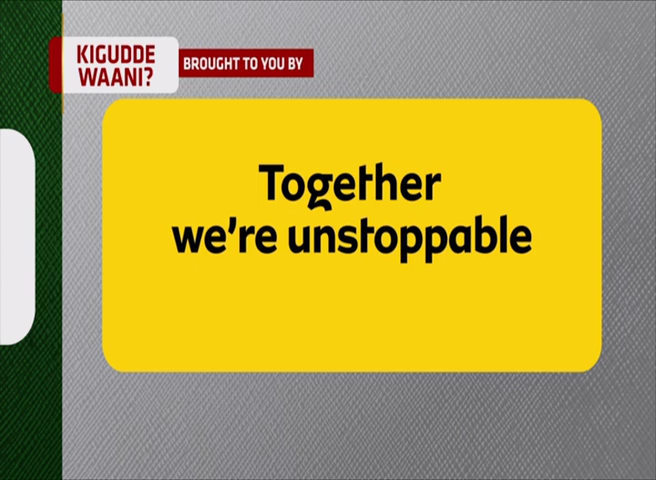 KIGUDDE
WAANI?
BROUGHT TO YOU BY
Together
we're unstoppable